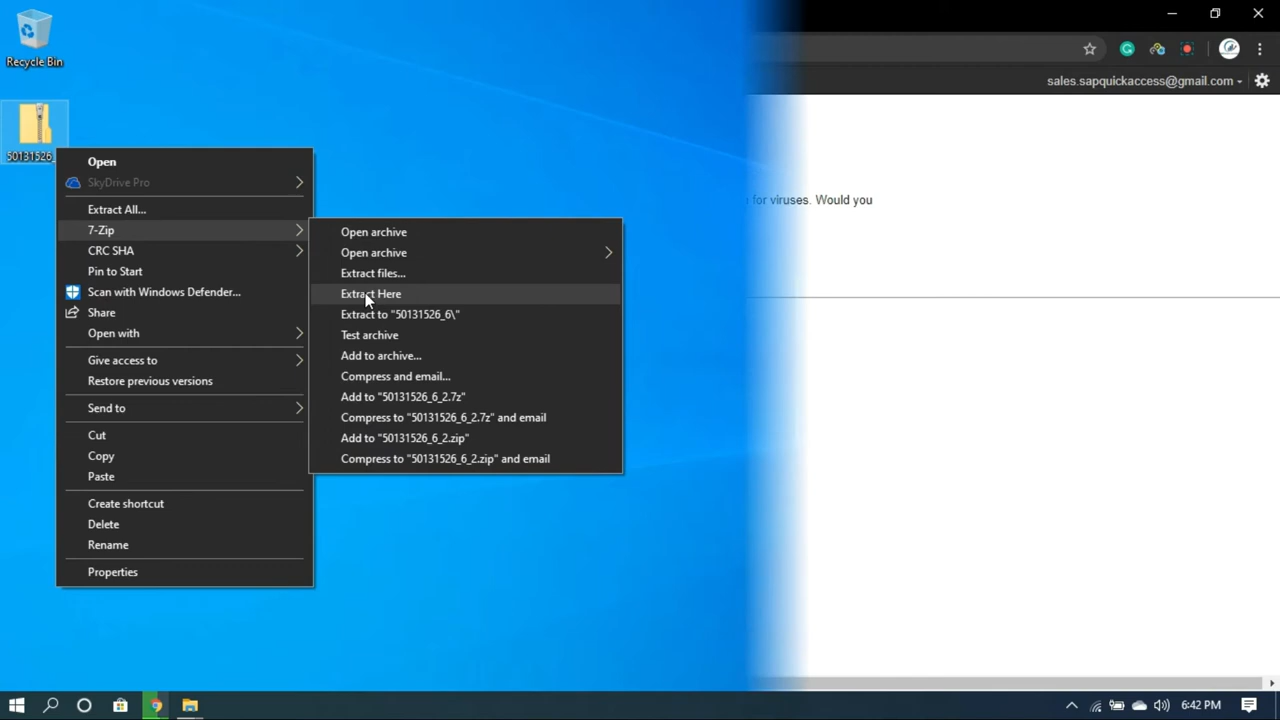 Recycle Bin
50131526_
Open
SkyDrive Pro
Extract All...
7-Zip
CRC SHA
Pin to Start
Scan with Windows Defender...
Share
Open with
Give access to
Restore previous versions
Send to
Cut
Copy
Paste
Create shortcut
Delete
Rename
Properties
Open archive
Open archive
Extract files...
Extract Here
Extract to "50131526_6\"
Test archive
Add to archive...
Compress and email...
Add to "50131526_6_2.7z"
Compress to "50131526_6_2.7z" and email
Add to "50131526_6_2.zip"
Compress to "50131526_6_2.zip" and email
sales.sapquickaccess@gmail.com
for viruses. Would you
6:42 PM